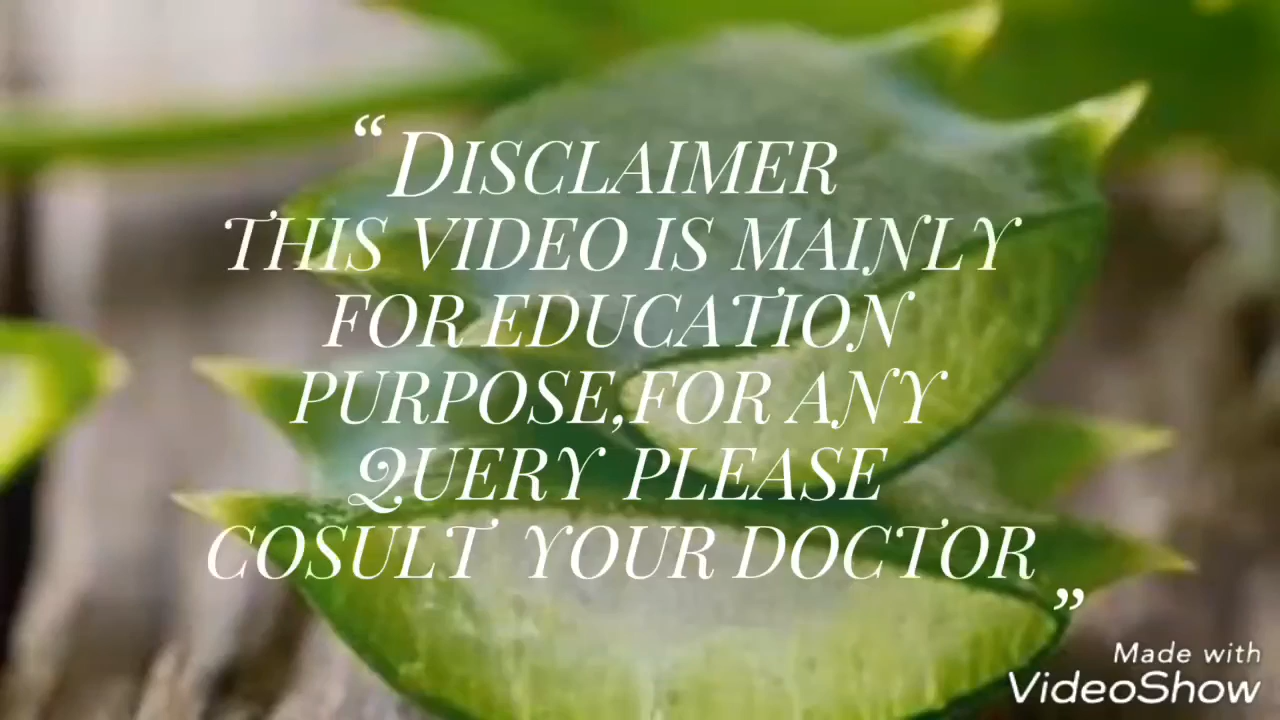 “ DISCLAIMER
THIS VIDEO IS MAINLY
FOR EDUCATION
PURPOSE,FOR ANY
QUERY PLEASE
COSULT YOUR DOCTOR ”
Made with
VideoShow